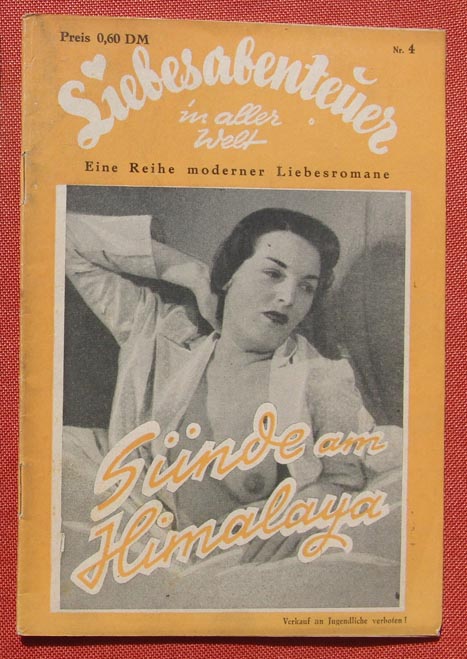 Preis 0,60 DM
Nr. 4
Liebesabenteuer
in aller
Welt
Eine Reihe moderner Liebesromane
Sünde am
Himalaya
Verkauf an Jugendliche verboten!